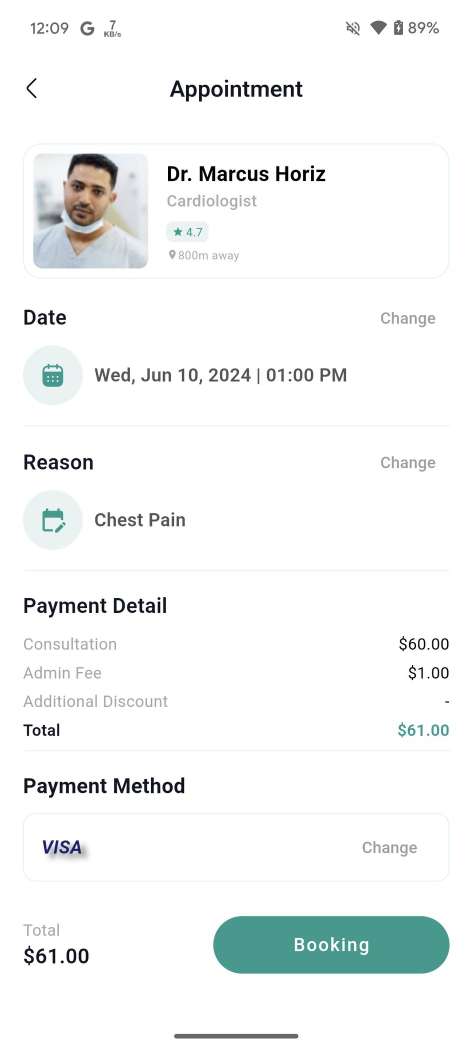 12:09 G 7 KB/s 89%
Appointment
Dr. Marcus Horiz
Cardiologist
4.7
800m away
Date Change
Wed, Jun 10, 2024 | 01:00 PM
Reason Change
Chest Pain
Payment Detail
Consultation $60.00
Admin Fee $1.00
Additional Discount -
Total $61.00
Payment Method
VISA Change
Total
$61.00
Booking